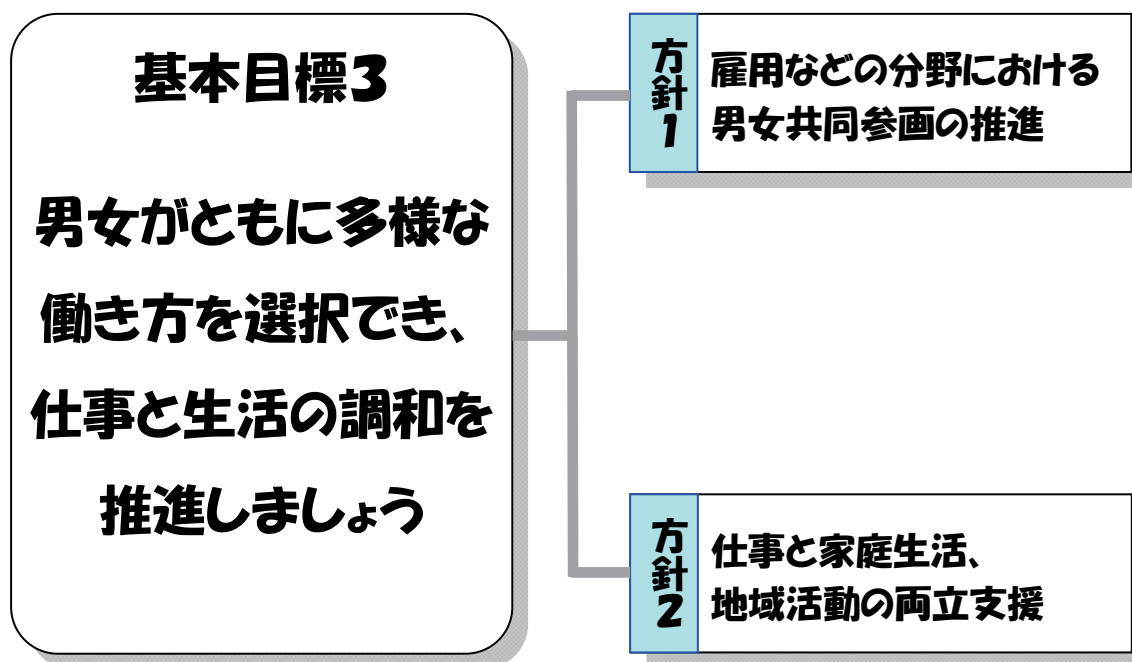 基本目標3
男女がともに多様な
働き方を選択でき、
仕事と生活の調和を
推進しましょう
方針1
雇用などの分野における
男女共同参画の推進
方針2
仕事と家庭生活、
地域活動の両立支援